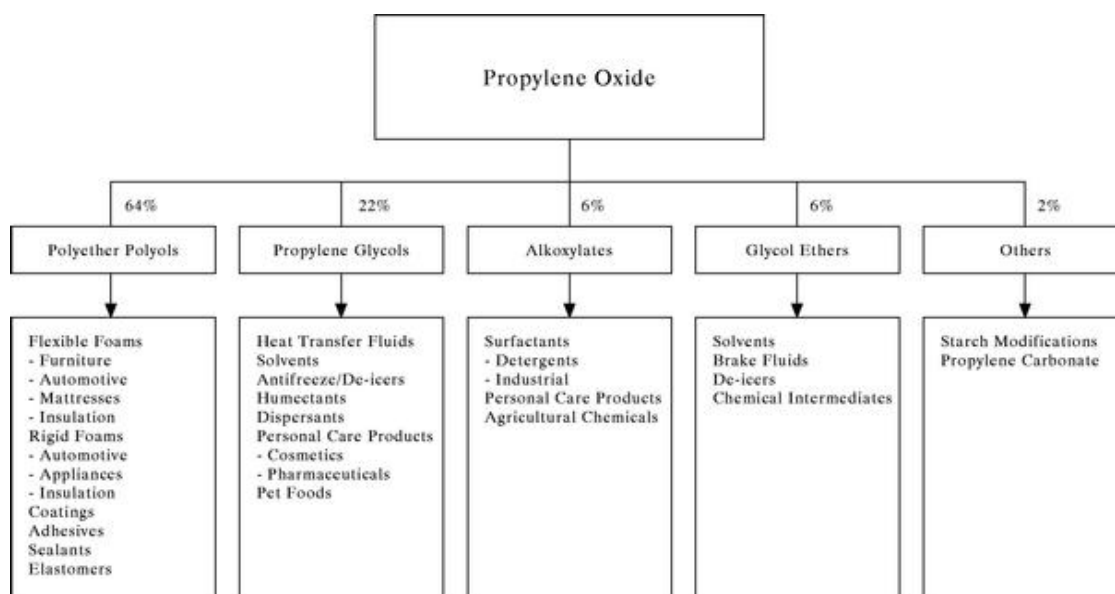 Propylene Oxide
64%
22%
6%
6%
2%
Polyether Polyols
Propylene Glycols
Alkoxylates
Glycol Ethers
Others
Flexible Foams
- Furniture
- Automotive
- Mattresses
- Insulation
Rigid Foams
- Automotive
- Appliances
- Insulation
Coatings
Adhesives
Sealants
Elastomers
Heat Transfer Fluids
Solvents
Antifreeze/De-icers
Humectants
Dispersants
Personal Care Products
- Cosmetics
- Pharmaceuticals
Pet Foods
Surfactants
- Detergents
- Industrial
Personal Care Products
Agricultural Chemicals
Solvents
Brake Fluids
De-icers
Chemical Intermediates
Starch Modifications
Propylene Carbonate